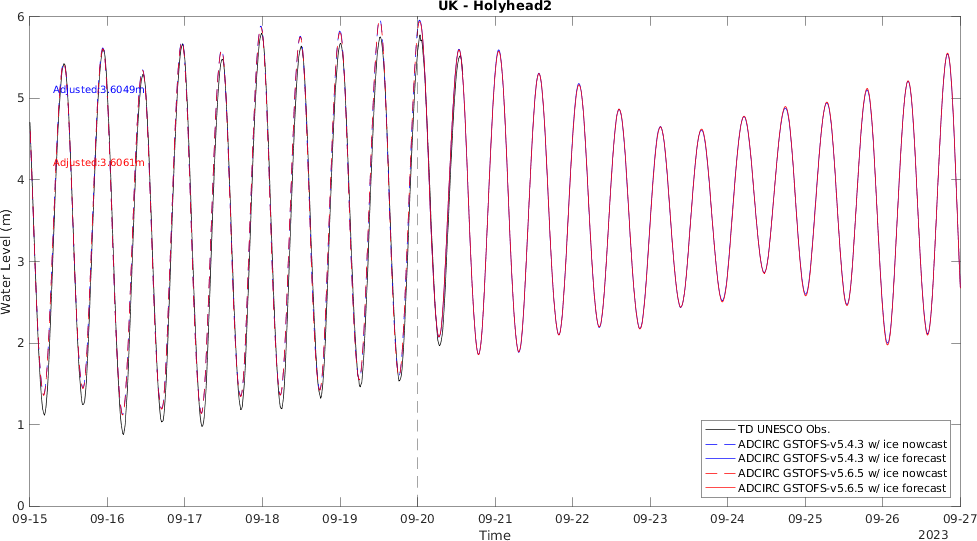 UK - Holyhead2
6
5
4
3
2
1
0
Water Level (m)
Adjusted:3.6049m
Adjusted:3.6061m
TD UNESCO Obs.
ADCIRC GSTOFS-v5.4.3 w/ ice nowcast
ADCIRC GSTOFS-v5.4.3 w/ ice forecast
ADCIRC GSTOFS-v5.6.5 w/ ice nowcast
ADCIRC GSTOFS-v5.6.5 w/ ice forecast
09-15 09-16 09-17 09-18 09-19 09-20 09-21 09-22 09-23 09-24 09-25 09-26 09-27
Time
2023